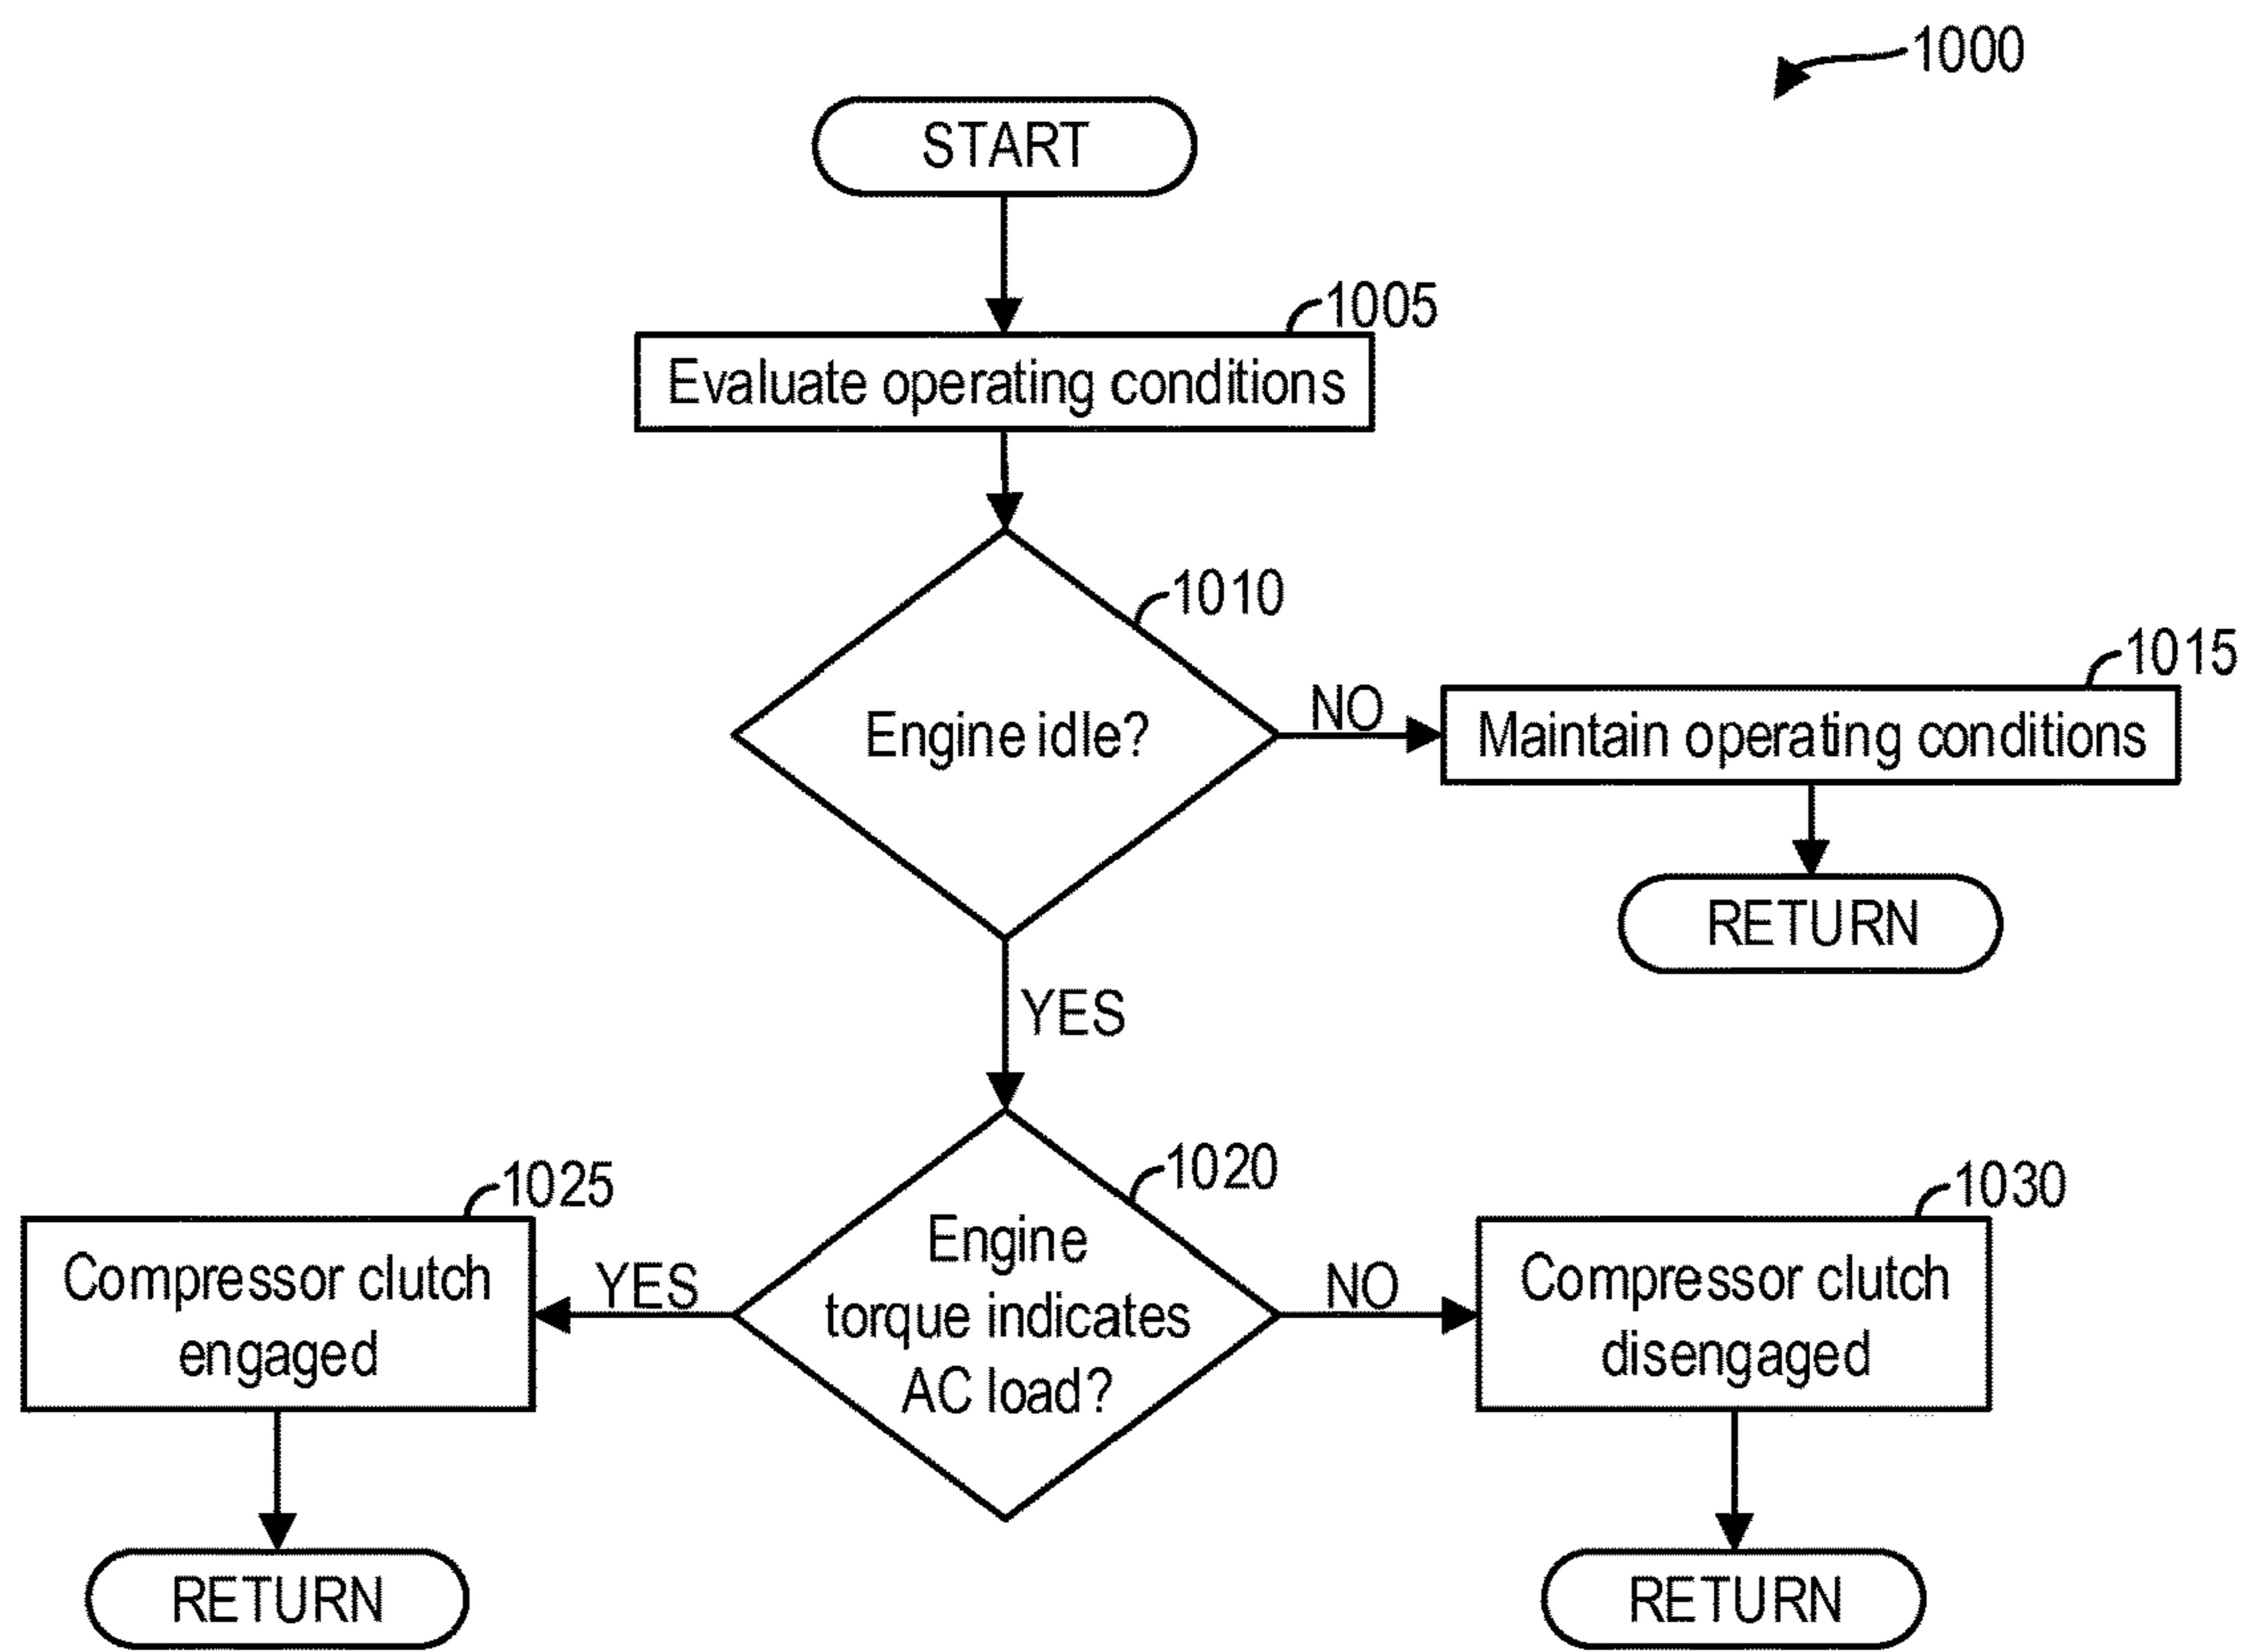 1000
START
1005
Evaluate operating conditions
1010
Engine idle?
NO
1015
Maintain operating conditions
RETURN
YES
1020
Engine
torque indicates
AC load?
YES
1025
Compressor clutch
engaged
RETURN
NO
1030
Compressor clutch
disengaged
RETURN